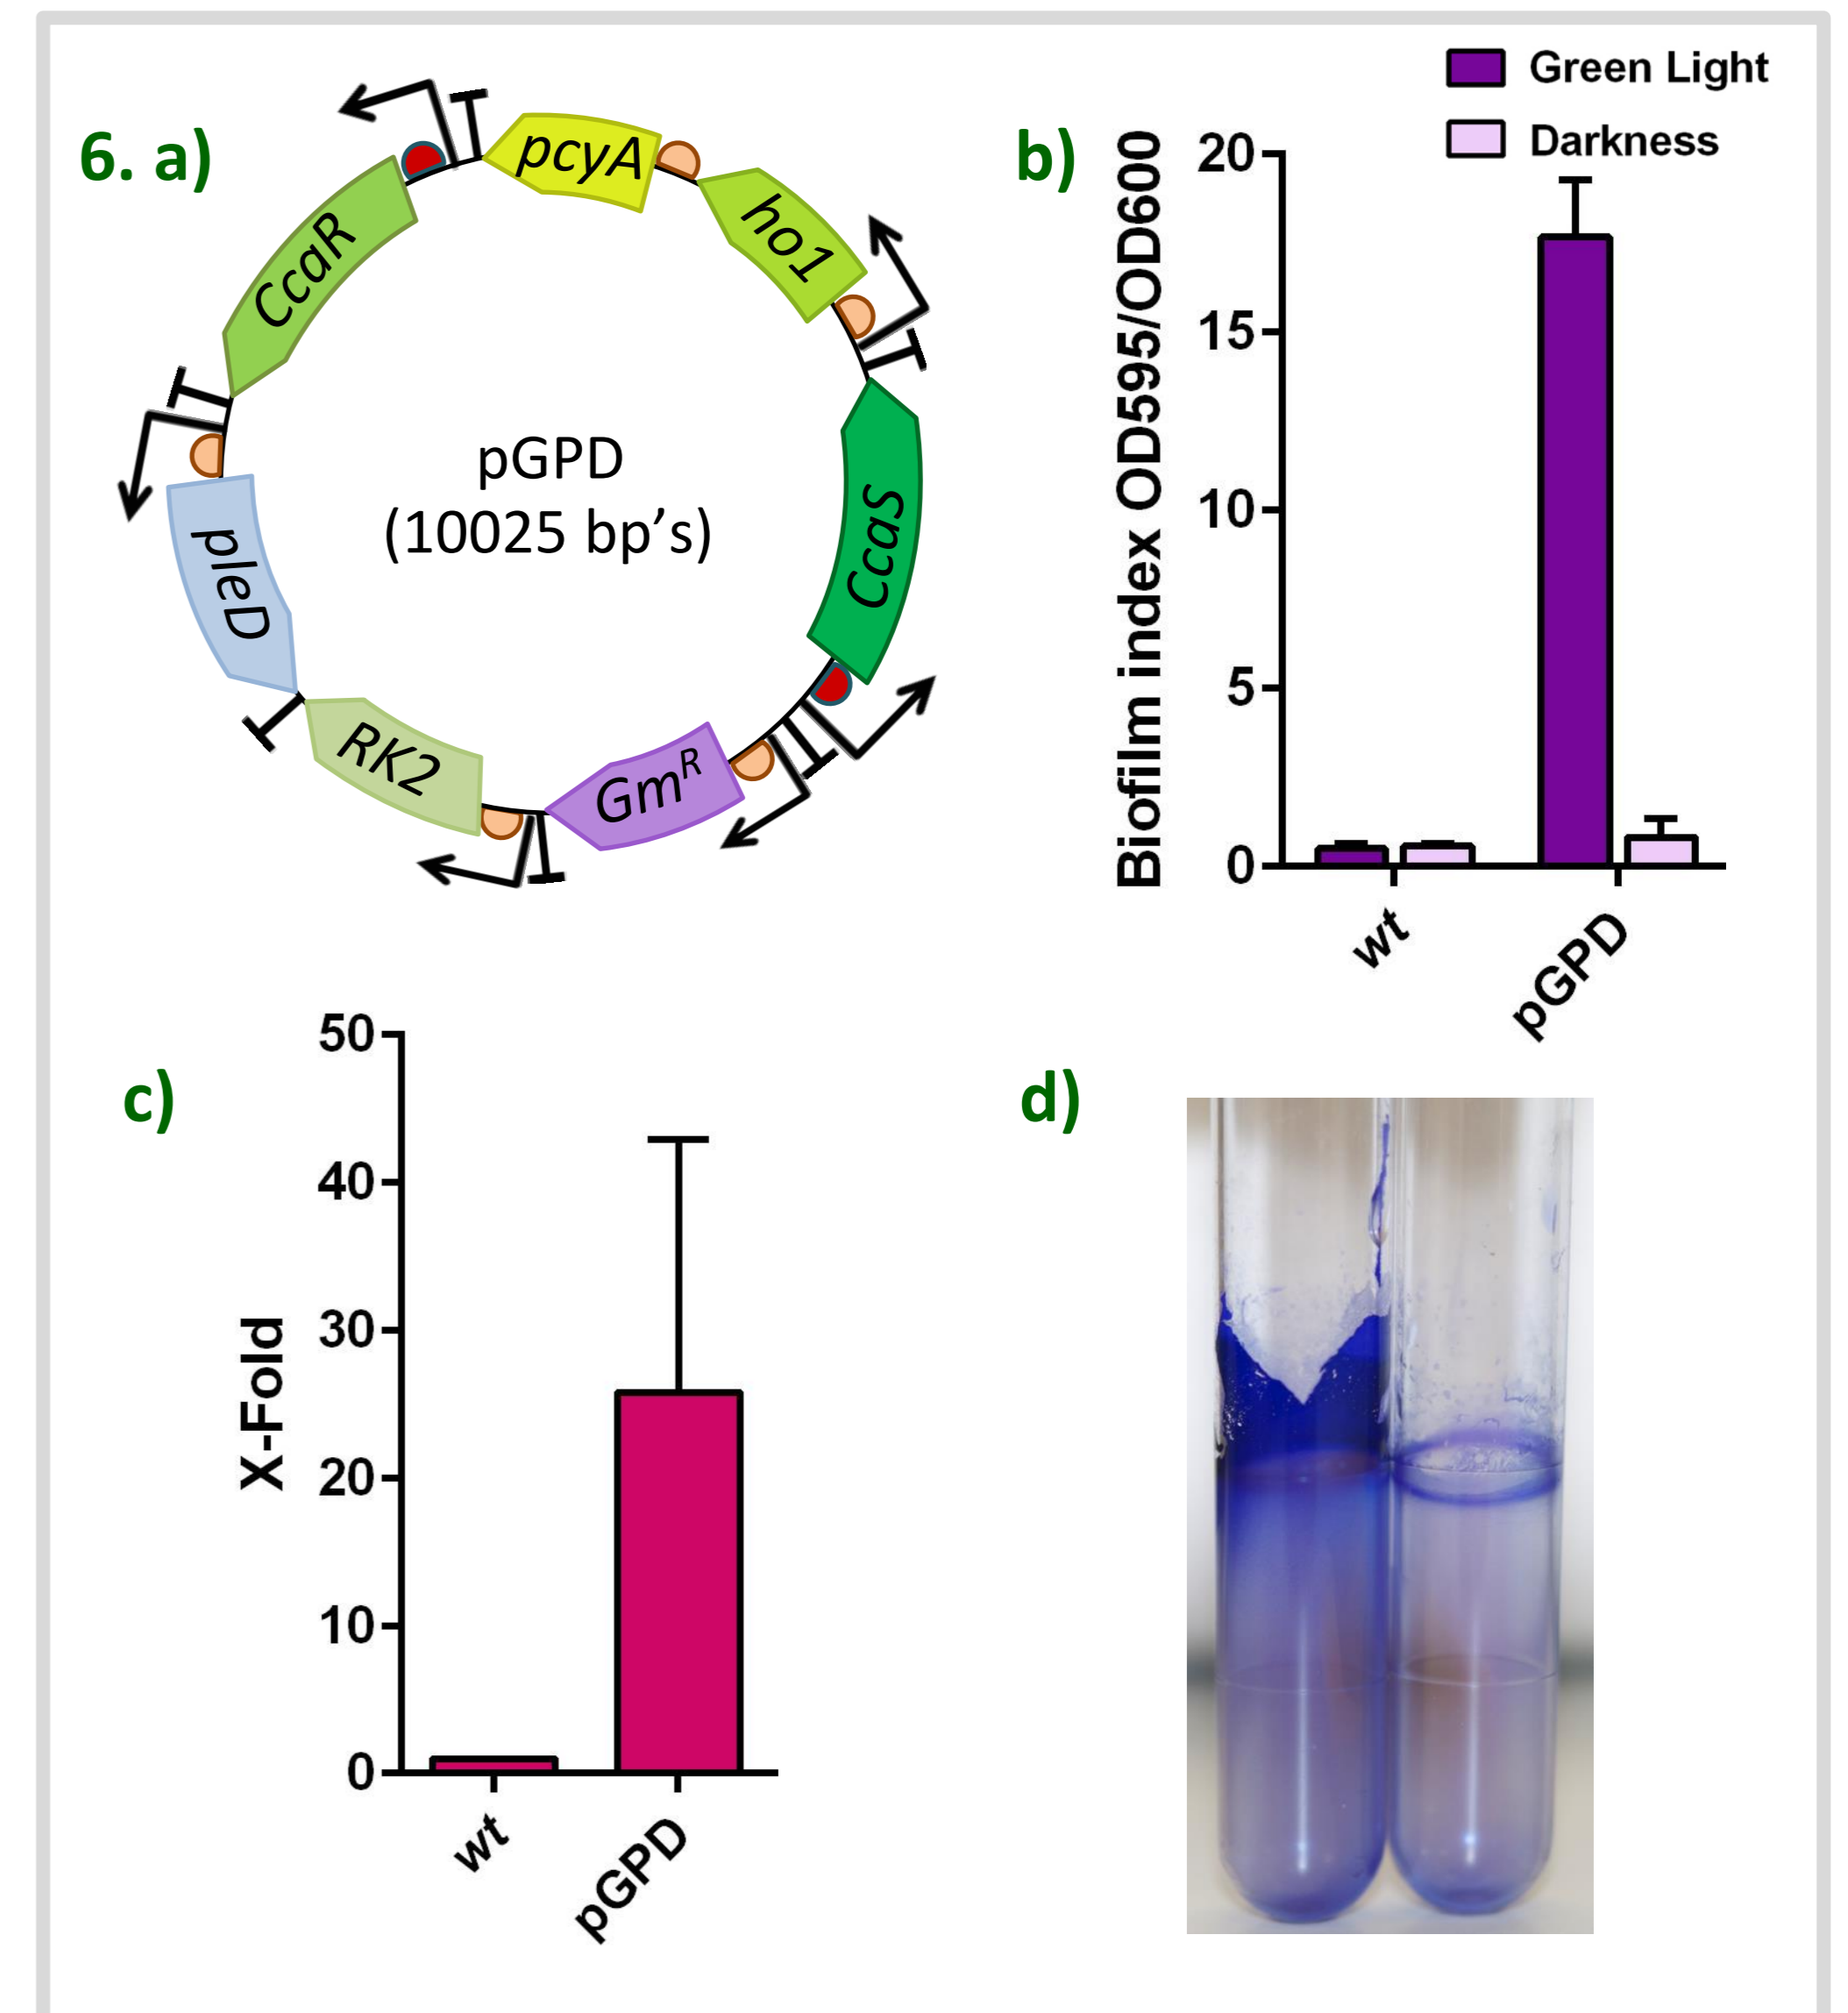 6. a)
pcyA
ho1
CcaS
Gm^R
RK2
pleD
CcaR
pGPD
(10025 bp’s)
b)
Green Light
Darkness
Biofilm index OD595/OD600
20
15
10
5
0
wt
pGPD
c)
X-Fold
50
40
30
20
10
0
wt
pGPD
d)